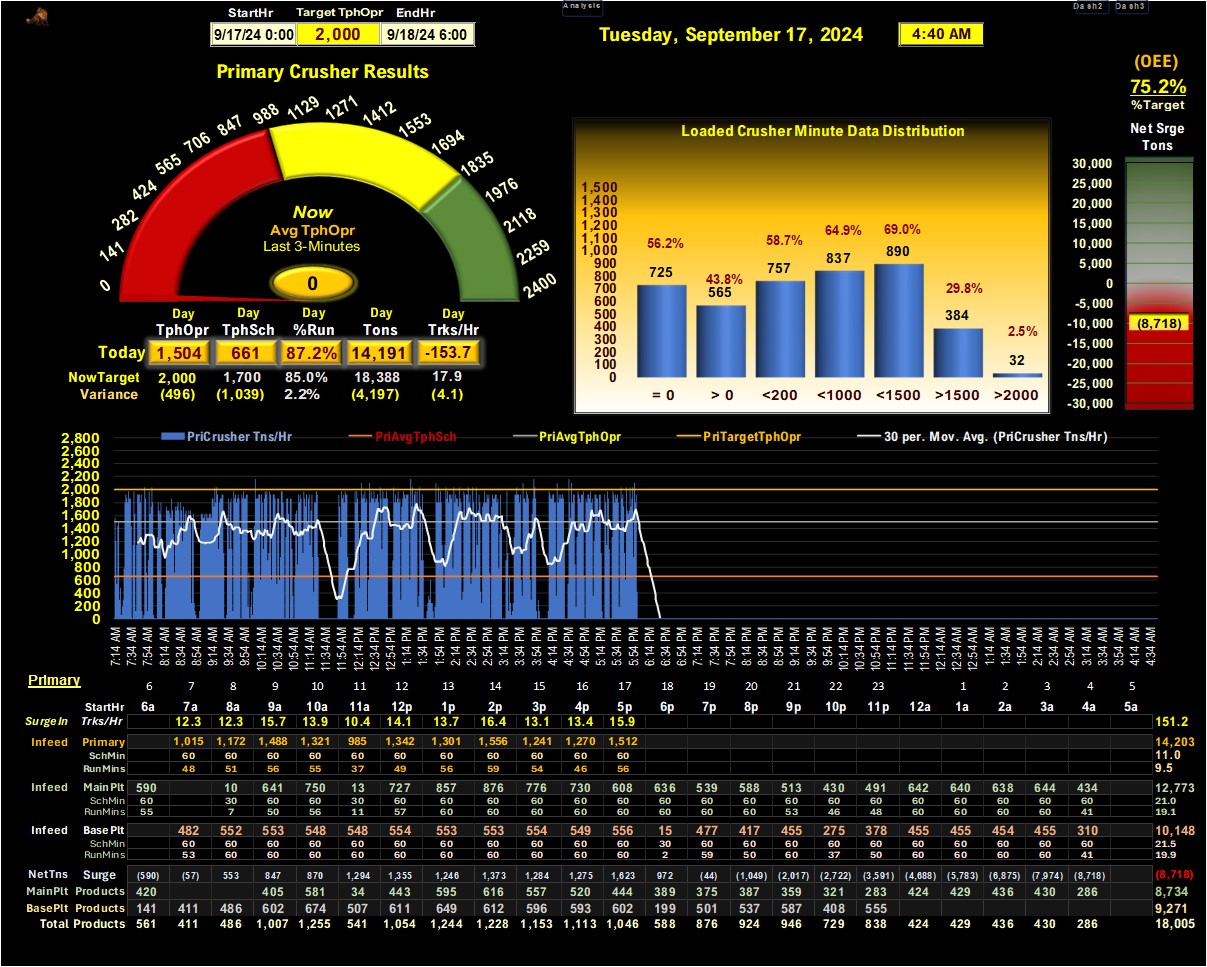 Analysis
Dash2 Dash3
StartHr Target TphOpr EndHr
9/17/24 0:00 2,000 9/18/24 6:00
Tuesday, September 17, 2024 4:40 AM
(OEE)
75.2%
%Target
Primary Crusher Results
0 141 282 424 565 706 847 988 1129 1271 1412 1553 1694 1835 1976 2118 2259 2400
Now
Avg TphOpr
Last 3-Minutes
0
Day Day Day Day Day
TphOpr TphSch %Run Tons Trks/Hr
Today 1,504 661 87.2% 14,191 -153.7
NowTarget 2,000 1,700 85.0% 18,388 17.9
Variance (496) (1,039) 2.2% (4,197) (4.1)
Loaded Crusher Minute Data Distribution
1,500
1,400
1,300
1,200
1,100
1,000
900
800
700
600
500
400
300
200
100
0
56.2% 43.8% 58.7% 64.9% 69.0% 29.8% 2.5%
725 565 757 837 890 384 32
= 0 > 0 <200 <1000 <1500 >1500 >2000
Net Srge
Tons
30,000
25,000
20,000
15,000
10,000
5,000
0
-5,000
-10,000
-15,000
-20,000
-25,000
-30,000
(8,718)
PriCrusher Tns/Hr PriAvgTphSch PriAvgTphOpr PriTargetTphOpr 30 per. Mov. Avg. (PriCrusher Tns/Hr)
2,800
2,600
2,400
2,200
2,000
1,800
1,600
1,400
1,200
1,000
800
600
400
200
0
7:14 AM 7:34 AM 7:54 AM 8:14 AM 8:34 AM 8:54 AM 9:14 AM 9:34 AM 9:54 AM 10:14 AM 10:34 AM 10:54 AM 11:14 AM 11:34 AM 11:54 AM 12:14 PM 12:34 PM 12:54 PM 1:14 PM 1:34 PM 1:54 PM 2:14 PM 2:34 PM 2:54 PM 3:14 PM 3:34 PM 3:54 PM 4:14 PM 4:34 PM 4:54 PM 5:14 PM 5:34 PM 5:54 PM 6:14 PM 6:34 PM 6:54 PM 7:14 PM 7:34 PM 7:54 PM 8:14 PM 8:34 PM 8:54 PM 9:14 PM 9:34 PM 9:54 PM 10:14 PM 10:34 PM 10:54 PM 11:14 PM 11:34 PM 11:54 PM 12:14 AM 12:34 AM 12:54 AM 1:14 AM 1:34 AM 1:54 AM 2:14 AM 2:34 AM 2:54 AM 3:14 AM 3:34 AM 3:54 AM 4:14 AM 4:34 AM
Primary
6 7 8 9 10 11 12 13 14 15 16 17 18 19 20 21 22 23 1 2 3 4 5
StartHr 6a 7a 8a 9a 10a 11a 12p 1p 2p 3p 4p 5p 6p 7p 8p 9p 10p 11p 12a 1a 2a 3a 4a 5a
SurgeIn Trks/Hr 12.3 12.3 15.7 13.9 10.4 14.1 13.7 16.4 13.1 13.4 15.9 151.2
Infeed Primary 1,015 1,172 1,488 1,321 985 1,342 1,301 1,556 1,241 1,270 1,512 14,203
SchMin 60 60 60 60 60 60 60 60 60 60 60 11.0
RunMins 48 51 56 55 37 49 56 59 54 46 56 9.5
Infeed MainPlt 590 10 641 750 13 727 857 876 776 730 608 636 539 588 513 430 491 642 640 638 644 434 12,773
SchMin 60 30 60 60 30 60 60 60 60 60 60 60 60 60 60 60 60 60 60 60 60 60 21.0
RunMins 55 7 50 56 11 57 60 60 60 60 60 60 60 60 53 46 48 60 60 60 60 41 19.1
Infeed BasePlt 482 552 553 548 548 554 553 553 554 549 556 15 477 417 455 275 378 455 455 454 455 310 10,148
SchMin 60 60 60 60 60 60 60 60 60 60 60 30 60 60 60 60 60 60 60 60 60 60 21.5
RunMins 53 60 60 60 60 60 60 60 60 60 60 2 59 50 60 37 50 60 60 60 60 41 19.9
NetTns Surge (590) (57) 553 847 870 1,294 1,355 1,246 1,373 1,284 1,275 1,623 972 (44) (1,049) (2,017) (2,722) (3,591) (4,688) (5,783) (6,875) (7,974) (8,718) (8,718)
MainPlt Products 420 405 581 34 443 595 616 557 520 444 389 375 387 359 321 283 424 429 436 430 286 8,734
BasePlt Products 141 411 486 602 674 507 611 649 612 596 593 602 199 501 537 587 408 555 9,271
Total Products 561 411 486 1,007 1,255 541 1,054 1,244 1,228 1,153 1,113 1,046 588 876 924 946 729 838 424 429 436 430 286 18,005